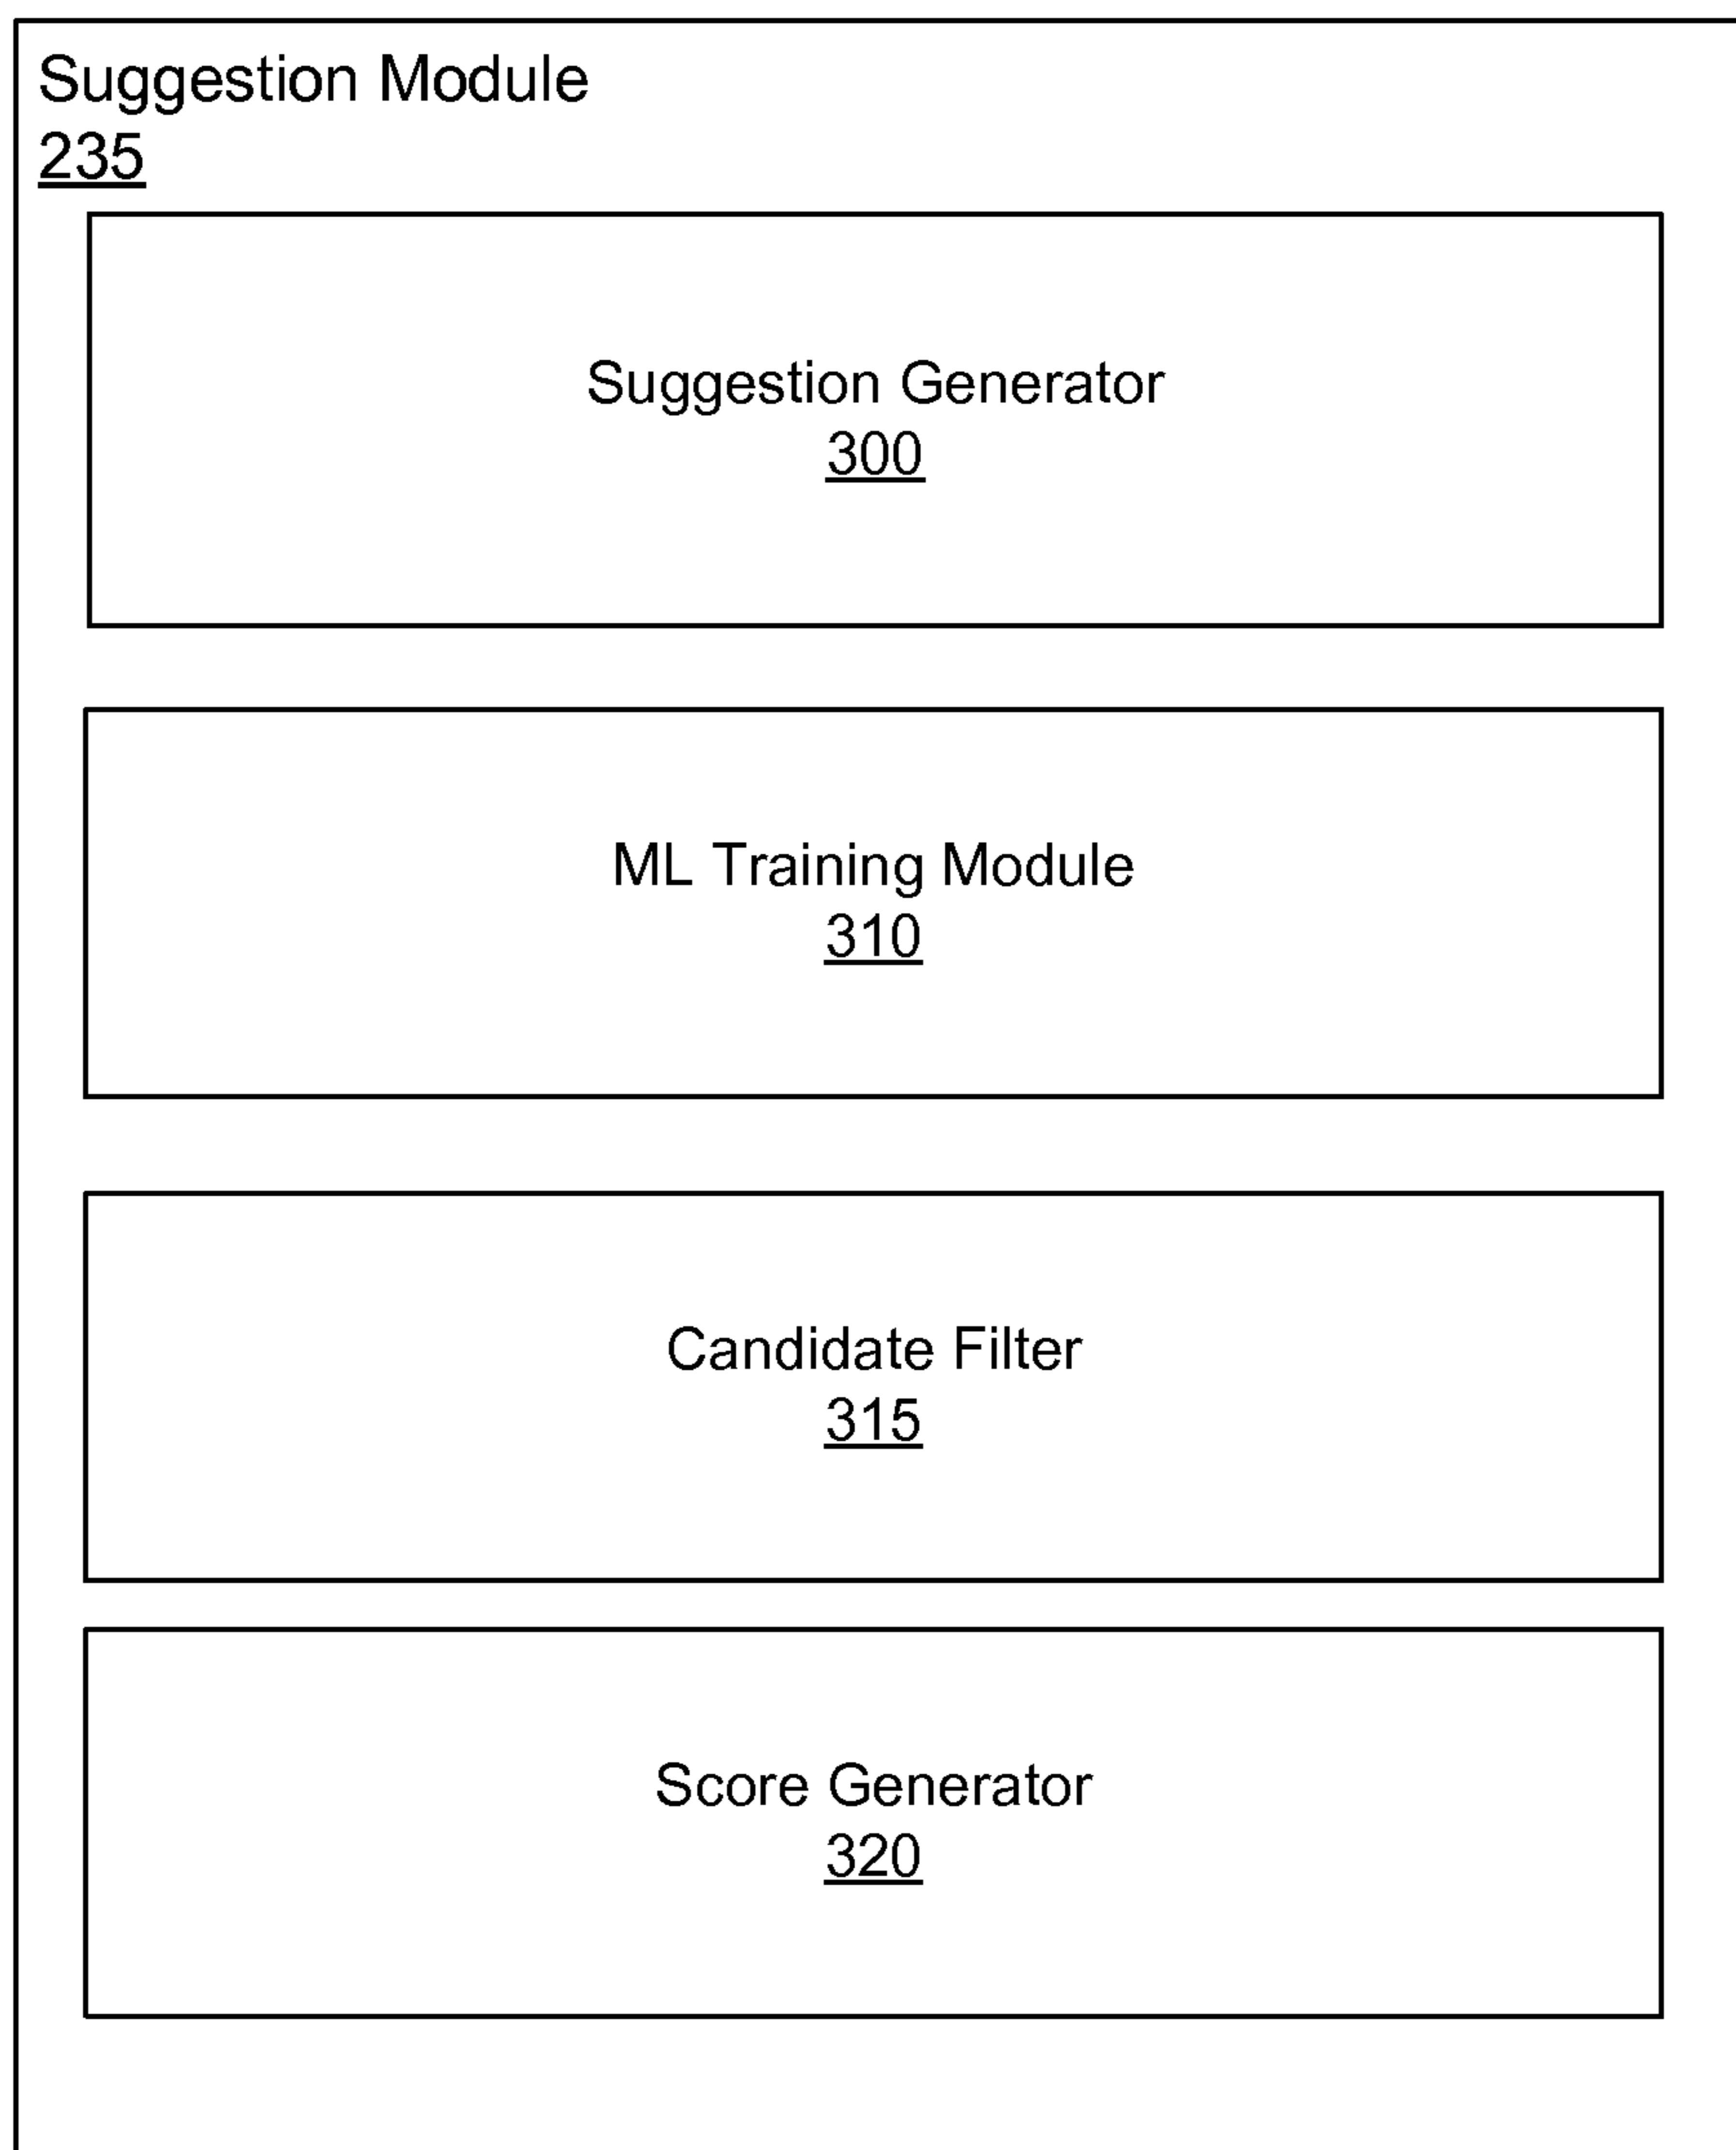 Suggestion Module
235
Suggestion Generator
300
ML Training Module
310
Candidate Filter
315
Score Generator
320